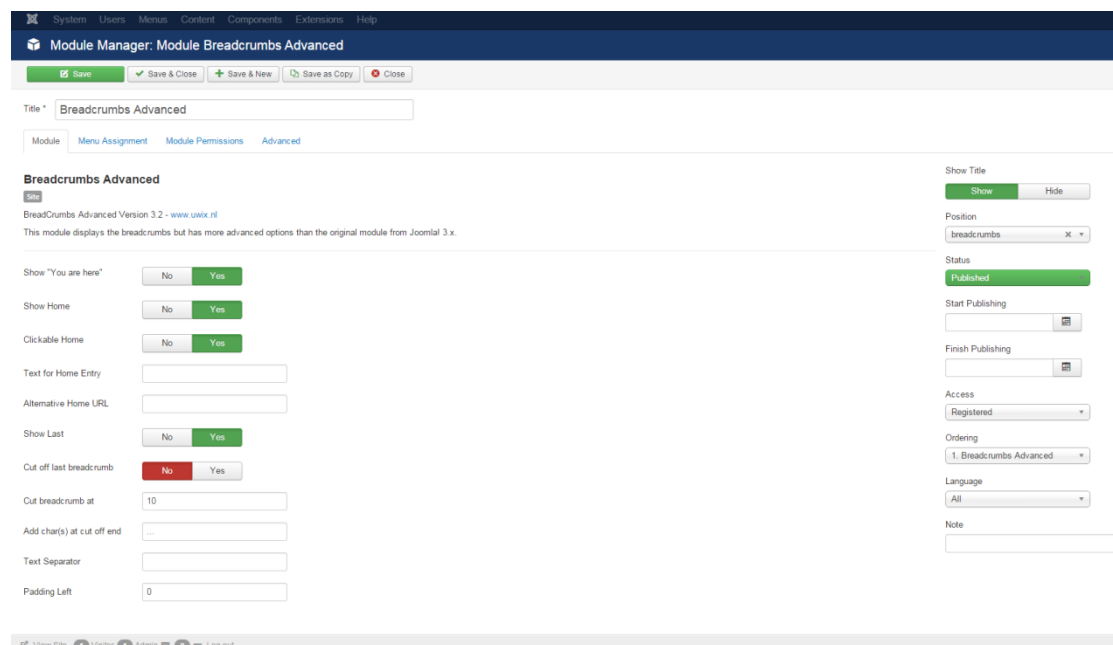 System Users Menus Content Components Extensions Help
Module Manager: Module Breadcrumbs Advanced
Save Save & Close Save & New Save as Copy Close
Title * Breadcrumbs Advanced
Module Menu Assignment Module Permissions Advanced
Breadcrumbs Advanced
Site
BreadCrumbs Advanced Version 3.2 - www.uwix.nl
This module displays the breadcrumbs but has more advanced options than the original module from Joomla! 3.x.
Show "You are here" No Yes
Show Home No Yes
Clickable Home No Yes
Text for Home Entry
Alternative Home URL
Show Last No Yes
Cut off last breadcrumb No Yes
Cut breadcrumb at 10
Add char(s) at cut off end ...
Text Separator
Padding Left 0
Show Title
Show Hide
Position
breadcrumbs
Status
Published
Start Publishing
Finish Publishing
Access
Registered
Ordering
1. Breadcrumbs Advanced
Language
All
Note
View Site Visitor Admin Log out